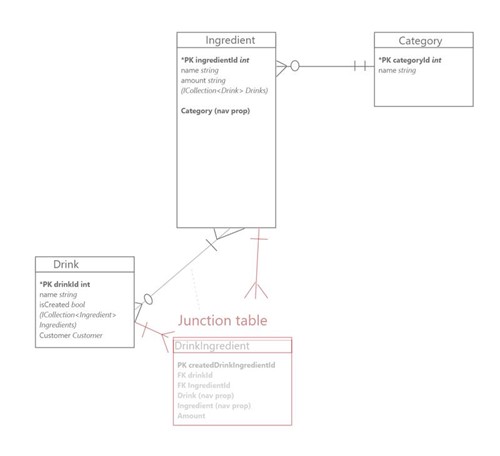 Ingredient
*PK ingredientId int
name string
amount string
(ICollection<Drink> Drinks)
Category (nav prop)
Category
*PK categoryId int
name string
Drink
*PK drinkId int
name string
isCreated bool
(ICollection<Ingredient>
Ingredients)
Customer Customer
Junction table
DrinkIngredient
PK createdDrinkIngredientId
FK drinkId
FK IngredientId
Drink (nav prop)
Ingredient (nav prop)
Amount